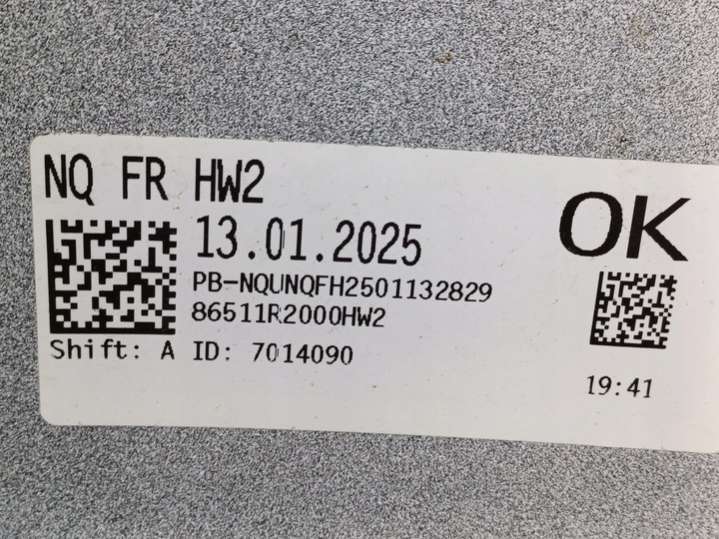 NQ FR HW2
OK
13.01.2025
PB-NQUNQFH2501132829
86511R2000HW2
Shift: A ID: 7014090
19:41